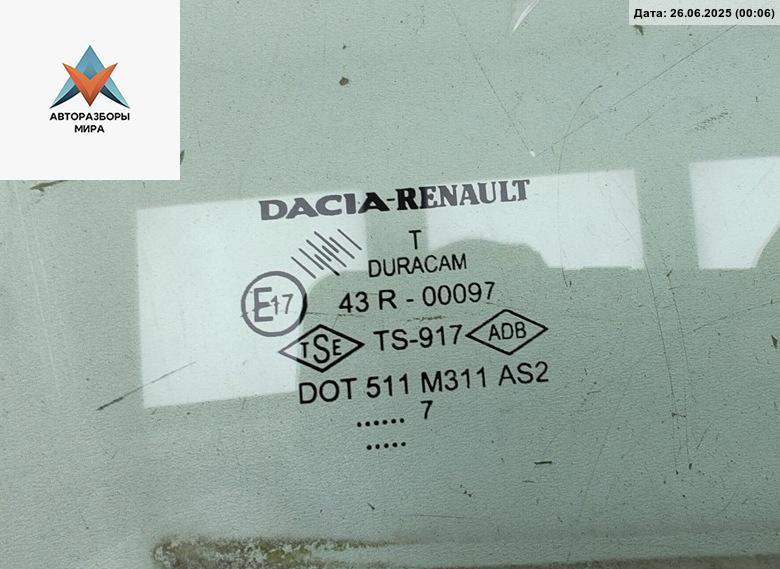 Дата: 26.06.2025 (00:06)
АВТОРАЗБОРЫ
МИРА
DACIA-RENAULT
T
DURACAM
E17 43 R - 00097
TSE TS-917 ADB
DOT 511 M311 AS2
...... 7
.....